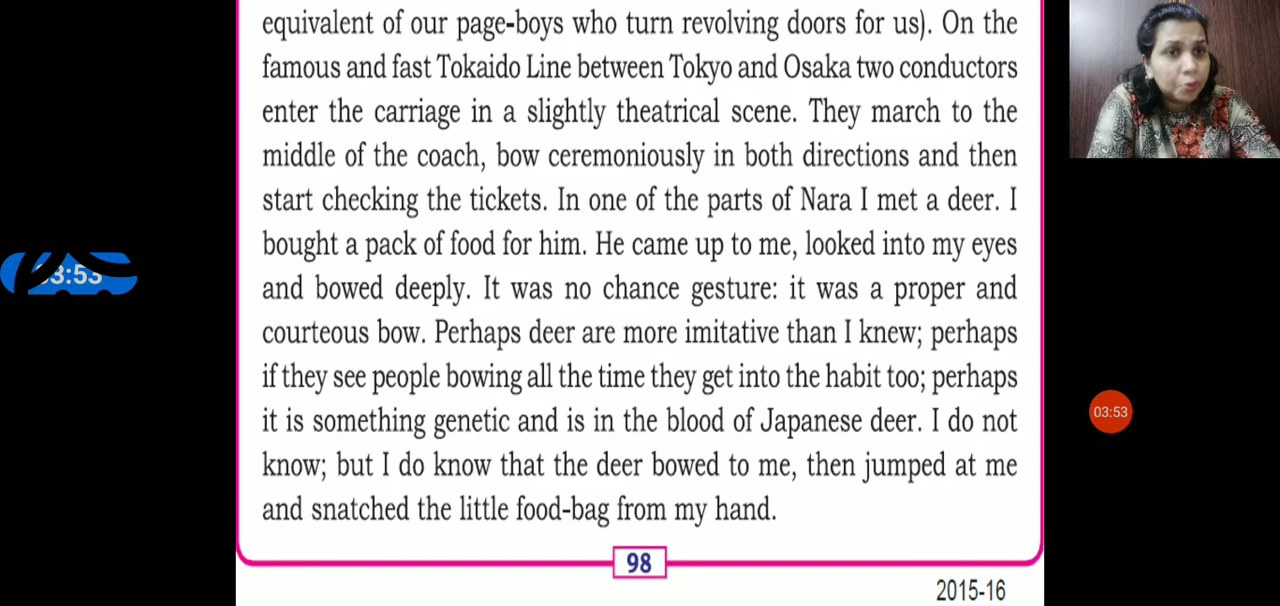 equivalent of our page-boys who turn revolving doors for us). On the
famous and fast Tokaido Line between Tokyo and Osaka two conductors
enter the carriage in a slightly theatrical scene. They march to the
middle of the coach, bow ceremoniously in both directions and then
start checking the tickets. In one of the parts of Nara I met a deer. I
bought a pack of food for him. He came up to me, looked into my eyes
and bowed deeply. It was no chance gesture: it was a proper and
courteous bow. Perhaps deer are more imitative than I knew; perhaps
if they see people bowing all the time they get into the habit too; perhaps
it is something genetic and is in the blood of Japanese deer. I do not
know; but I do know that the deer bowed to me, then jumped at me
and snatched the little food-bag from my hand.
98
2015-16
03:53
03:53